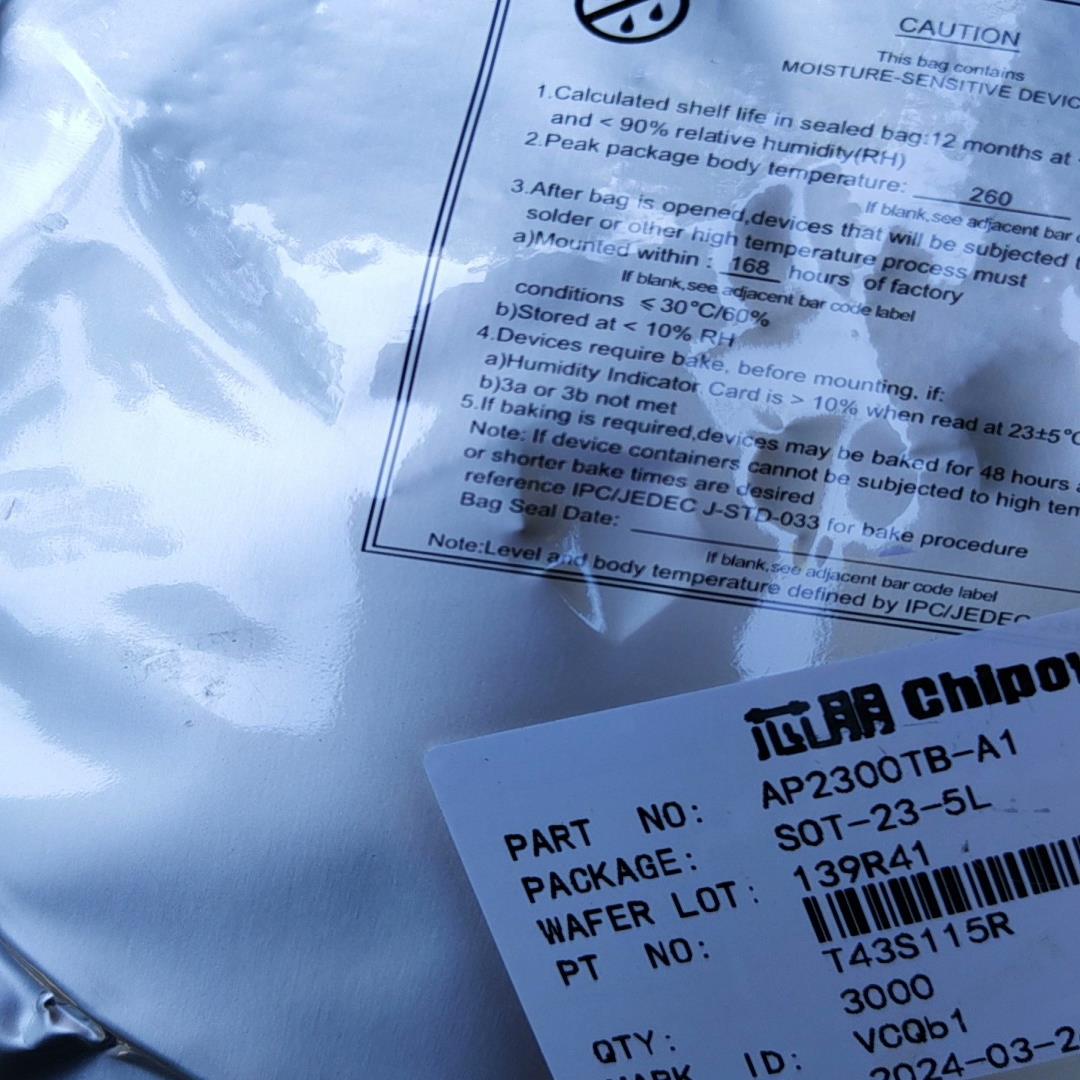 CAUTION
This bag contains
MOISTURE-SENSITIVE DEVIC
1.Calculated shelf life in sealed bag:12 months at
and < 90% relative humidity(RH)
2.Peak package body temperature: 260
If blank,see adjacent bar
3.After bag is opened,devices that will be subjected
solder or other high temperature process must
a)Mounted within : 168 hours of factory
If blank,see adjacent bar code label
conditions ≤30°C/60%
b)Stored at < 10% RH
4.Devices require bake, before mounting, if:
a)Humidity Indicator Card is > 10% when read at 23±5°C
b)3a or 3b not met
5.If baking is required,devices may be baked for 48 hours
Note: If device containers cannot be subjected to high tem
or shorter bake times are desired
reference IPC/JEDEC J-STD-033 for bake procedure
Bag Seal Date:
If blank,see adjacent bar code label
Note:Level and body temperature defined by IPC/JEDEC
芯朋 Chipo
PART NO: AP2300TB-A1
PACKAGE: SOT-23-5L
WAFER LOT: 139R41
PT NO: T43S115R
QTY: 3000
MARK ID: VCQb1
2024-03-2